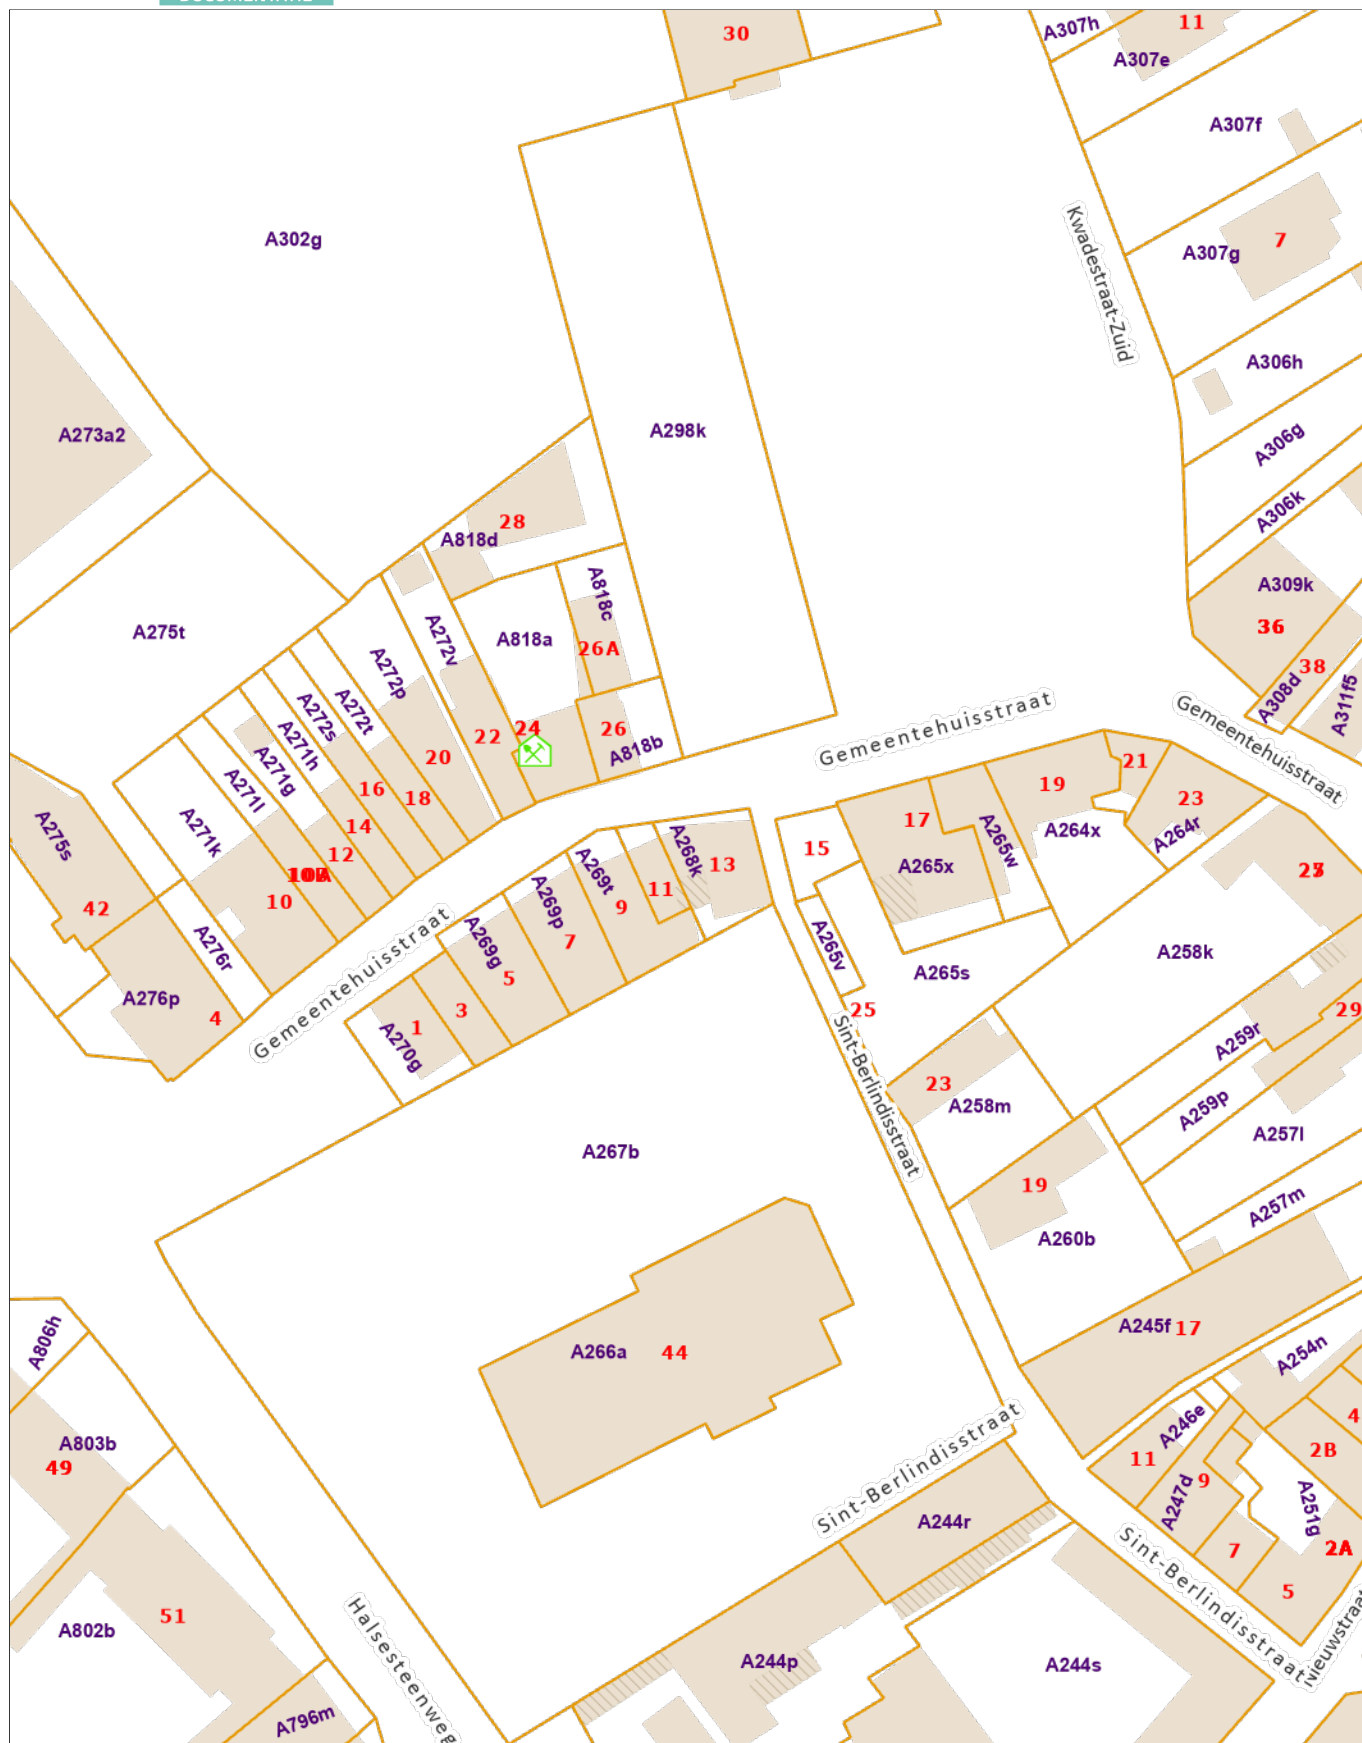 30
11
A307h
A307e
A307f
A302g
Kwadestraat-Zuid
A307g
7
A306h
A273a2
A298k
A306g
A306k
28
A818d
A309k
A818c
A275t
A272v
A818a
26A
36
A272p
38
A308d
A311f5
A272t
A272s
A271h
A271g
A271l
A271k
24
22
26
A818b
20
Gemeentehuisstraat
Gemeentehuisstraat
16
18
14
12
10A
10
21
19
23
A264x
A264r
17
A265w
A265x
15
A275s
42
A276r
A276p
4
A268k
13
A269t
11
A269p
9
7
A269g
5
3
1
A270g
Gemeentehuisstraat
A265v
A265s
A258k
25
29
A259r
Sint-Berlindisstraat
23
A258m
A259p
A257l
A267b
19
A257m
A260b
A245f
17
A806h
A266a
44
A254n
A803b
49
Sint-Berlindisstraat
A246e
11
4
2B
9
A247d
A251g
A244r
7
2A
5
Sint-Berlindisstraat
Nieuwstraat
51
A802b
Halsesteenweg
A244p
A244s
A796m